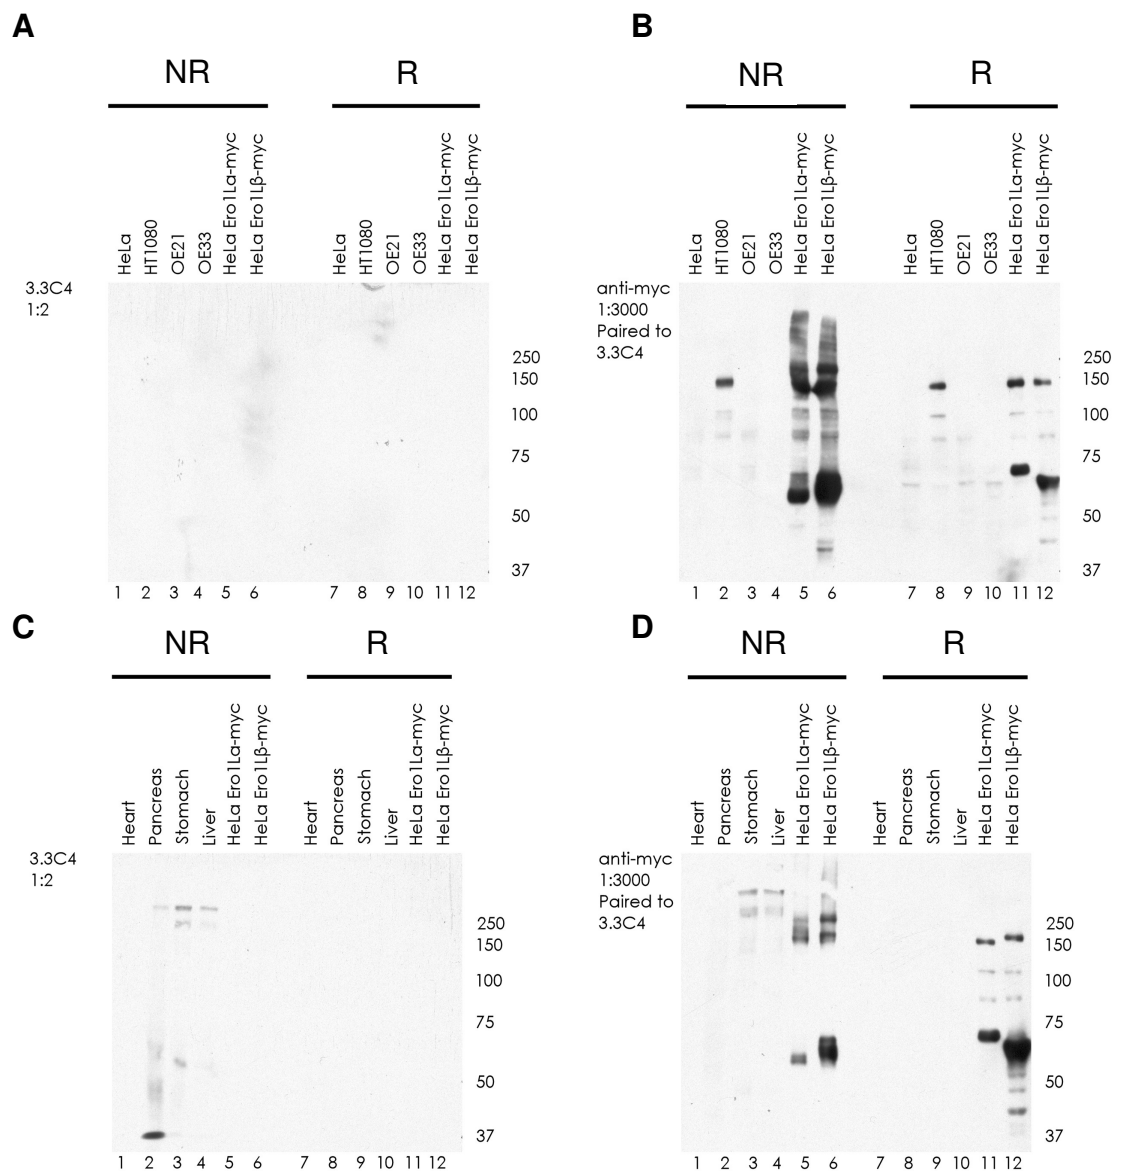 A
NR
R
HeLa
HT1080
OE21
OE33
HeLa Ero1Lα-myc
HeLa Ero1Lβ-myc
HeLa
HT1080
OE21
OE33
HeLa Ero1Lα-myc
HeLa Ero1Lβ-myc
3.3C4
1:2
250
150
100
75
50
37
1 2 3 4 5 6 7 8 9 10 11 12
B
NR
R
HeLa
HT1080
OE21
OE33
HeLa Ero1Lα-myc
HeLa Ero1Lβ-myc
HeLa
HT1080
OE21
OE33
HeLa Ero1Lα-myc
HeLa Ero1Lβ-myc
anti-myc
1:3000
Paired to
3.3C4
250
150
100
75
50
37
1 2 3 4 5 6 7 8 9 10 11 12
C
NR
R
Heart
Pancreas
Stomach
Liver
HeLa Ero1Lα-myc
HeLa Ero1Lβ-myc
Heart
Pancreas
Stomach
Liver
HeLa Ero1Lα-myc
HeLa Ero1Lβ-myc
3.3C4
1:2
250
150
100
75
50
37
1 2 3 4 5 6 7 8 9 10 11 12
D
NR
R
Heart
Pancreas
Stomach
Liver
HeLa Ero1Lα-myc
HeLa Ero1Lβ-myc
Heart
Pancreas
Stomach
Liver
HeLa Ero1Lα-myc
HeLa Ero1Lβ-myc
anti-myc
1:3000
Paired to
3.3C4
250
150
100
75
50
37
1 2 3 4 5 6 7 8 9 10 11 12